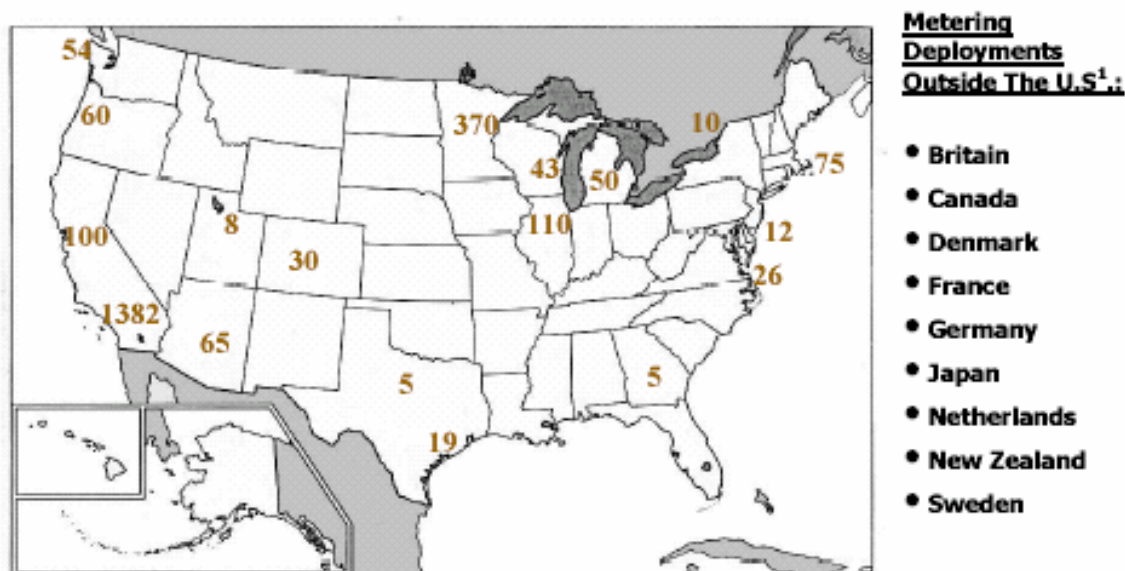 Metering
Deployments
Outside The U.S¹.:
54
60
370
10
43
50
75
8
110
12
100
30
26
1382
65
5
5
19
• Britain
• Canada
• Denmark
• France
• Germany
• Japan
• Netherlands
• New Zealand
• Sweden